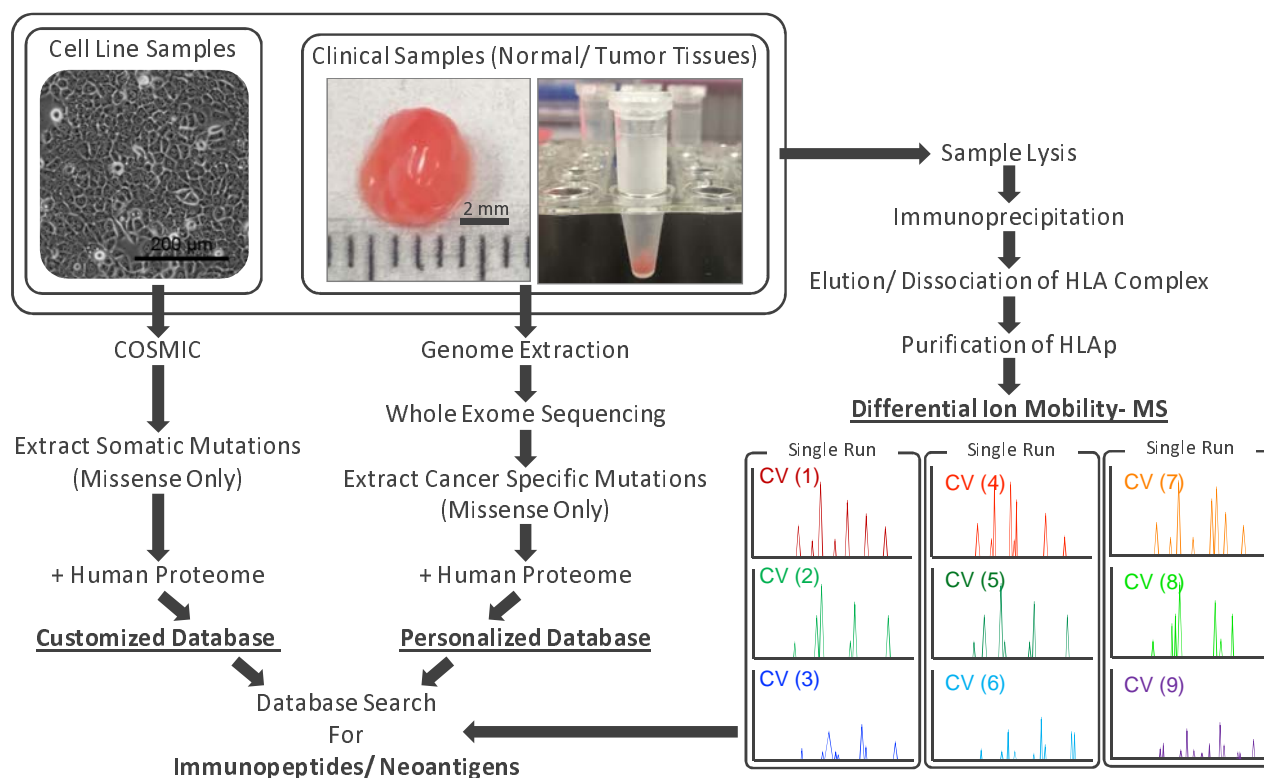 Cell Line Samples
200 µm
Clinical Samples (Normal/ Tumor Tissues)
2 mm
COSMIC
Extract Somatic Mutations
(Missense Only)
+ Human Proteome
Customized Database
Genome Extraction
Whole Exome Sequencing
Extract Cancer Specific Mutations
(Missense Only)
+ Human Proteome
Personalized Database
Database Search
For
Immunopeptides/ Neoantigens
Sample Lysis
Immunoprecipitation
Elution/ Dissociation of HLA Complex
Purification of HLAp
Differential Ion Mobility- MS
Single Run
CV (1)
CV (2)
CV (3)
Single Run
CV (4)
CV (5)
CV (6)
Single Run
CV (7)
CV (8)
CV (9)